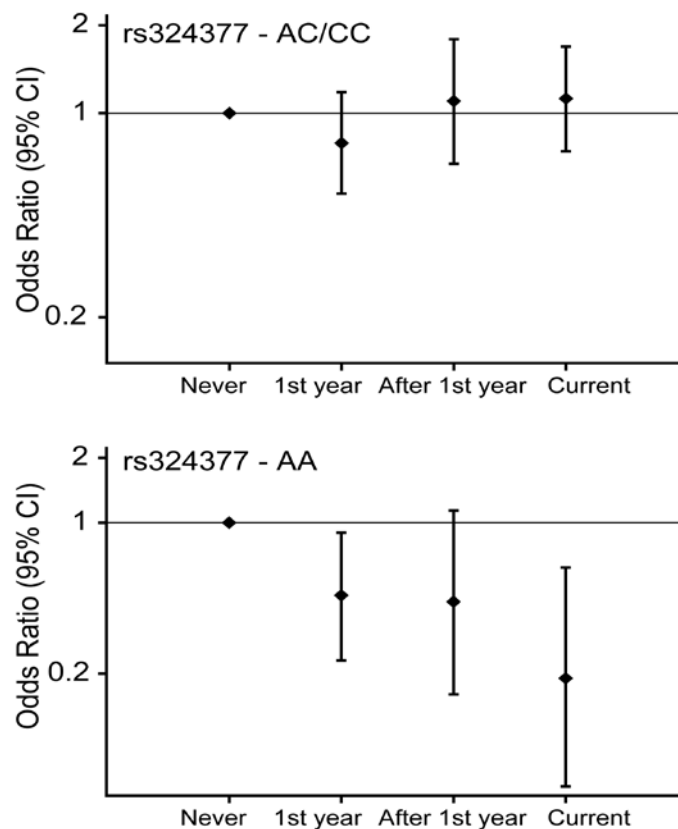 2
rs324377 - AC/CC
1
0.2
Odds Ratio (95% CI)
Never 1st year After 1st year Current
2
rs324377 - AA
1
0.2
Odds Ratio (95% CI)
Never 1st year After 1st year Current